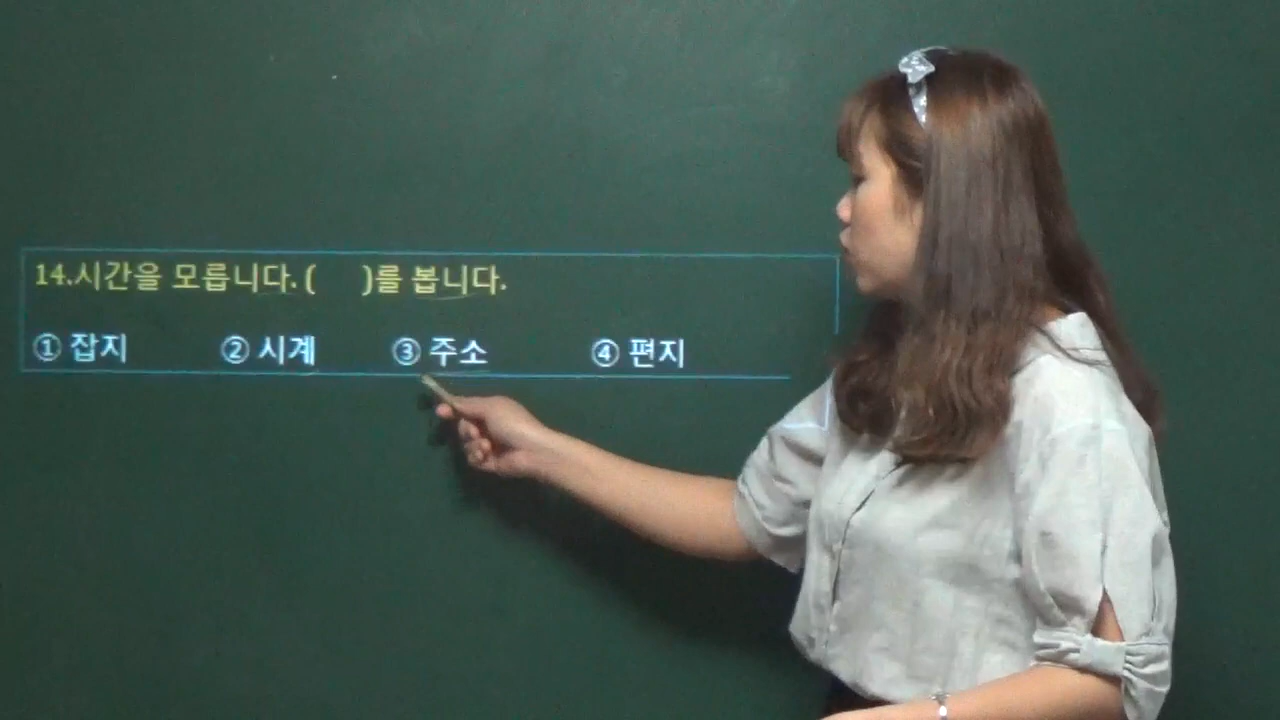 14.시간을 모릅니다. (     )를 봅니다.
① 잡지 ② 시계 ③ 주소 ④ 편지